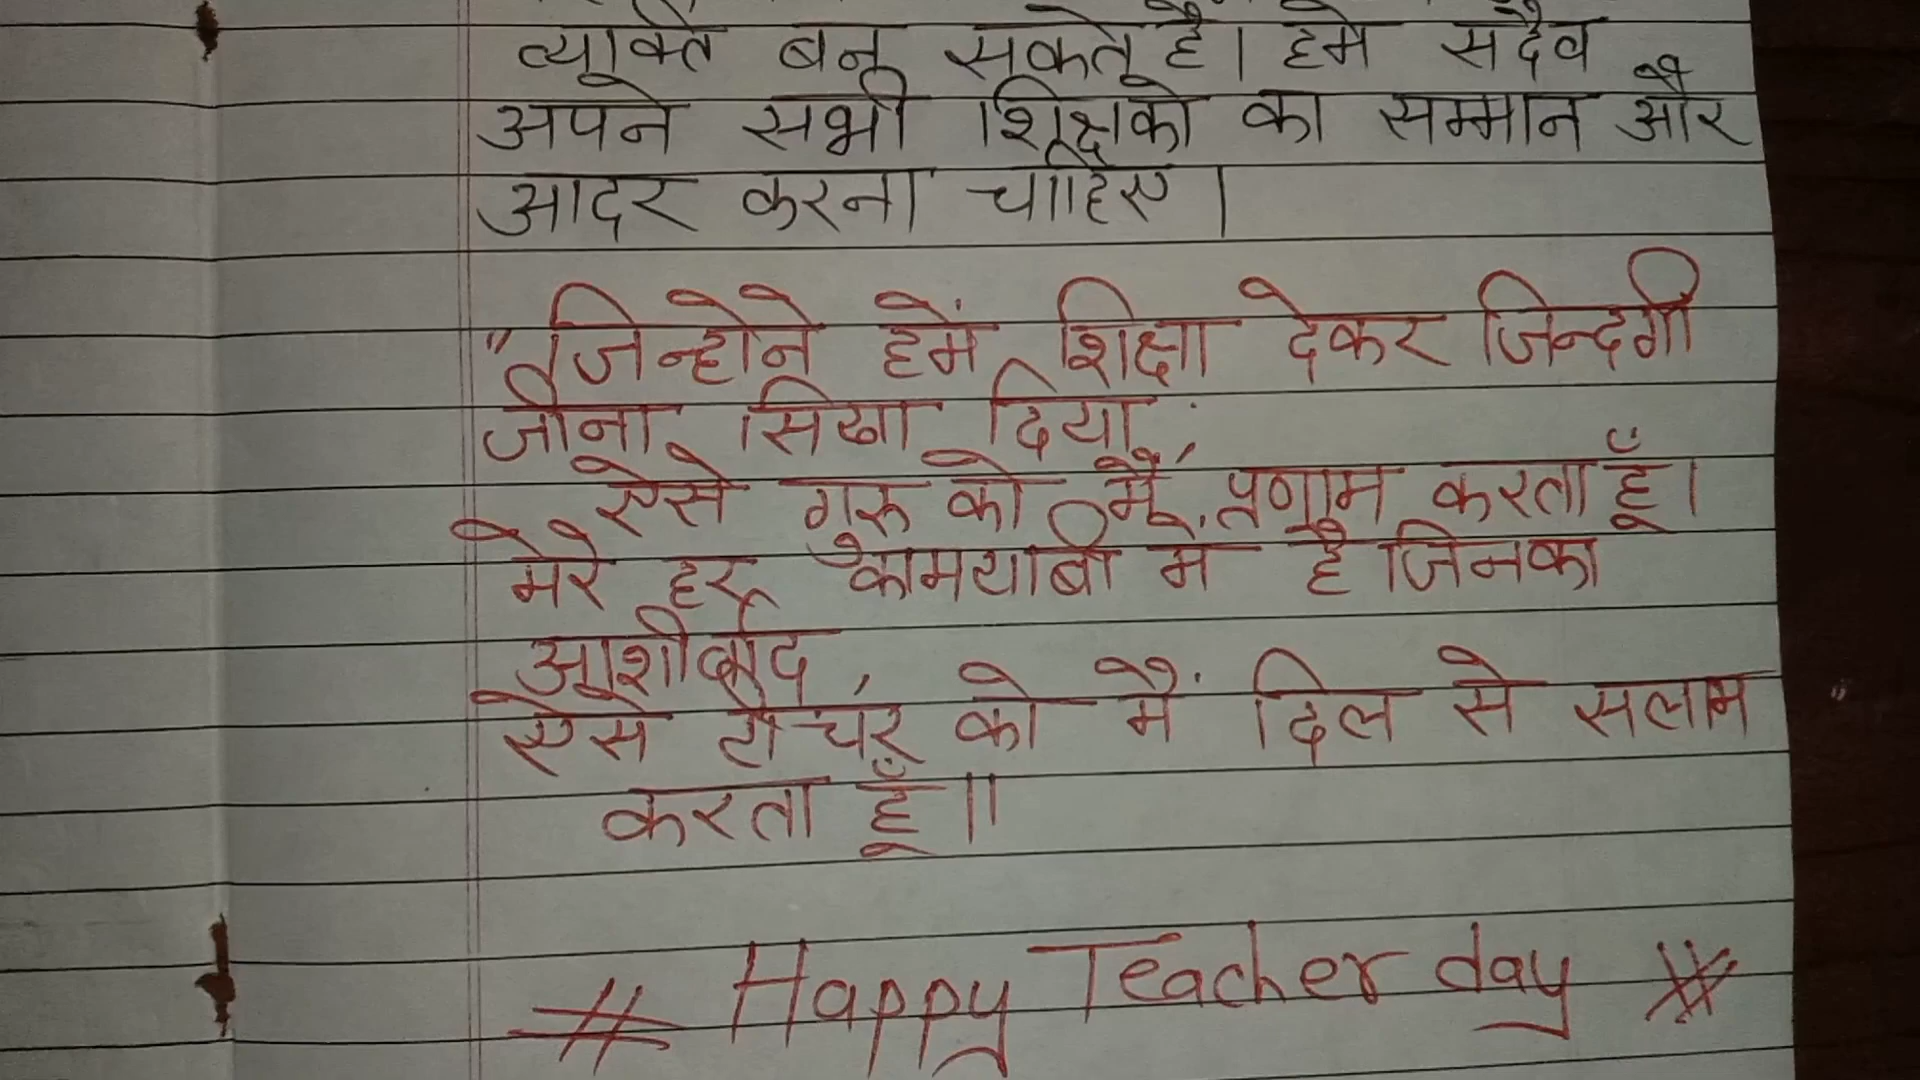 व्यक्ति बन सकते है। हमे सदैव
अपने सभी शिक्षको का सम्मान और
आदर करना चाहिए।
"जिन्होने हमें शिक्षा देकर जिन्दगी
जीना सिखा दिया,
ऐसे गुरू को मैं प्रणाम करता हूँ।
मेरे हर कामयाबी में है जिनका
आशीर्वाद,
ऐसे टीचर को मैं दिल से सलाम
करता हूँ॥
# Happy Teacher day #